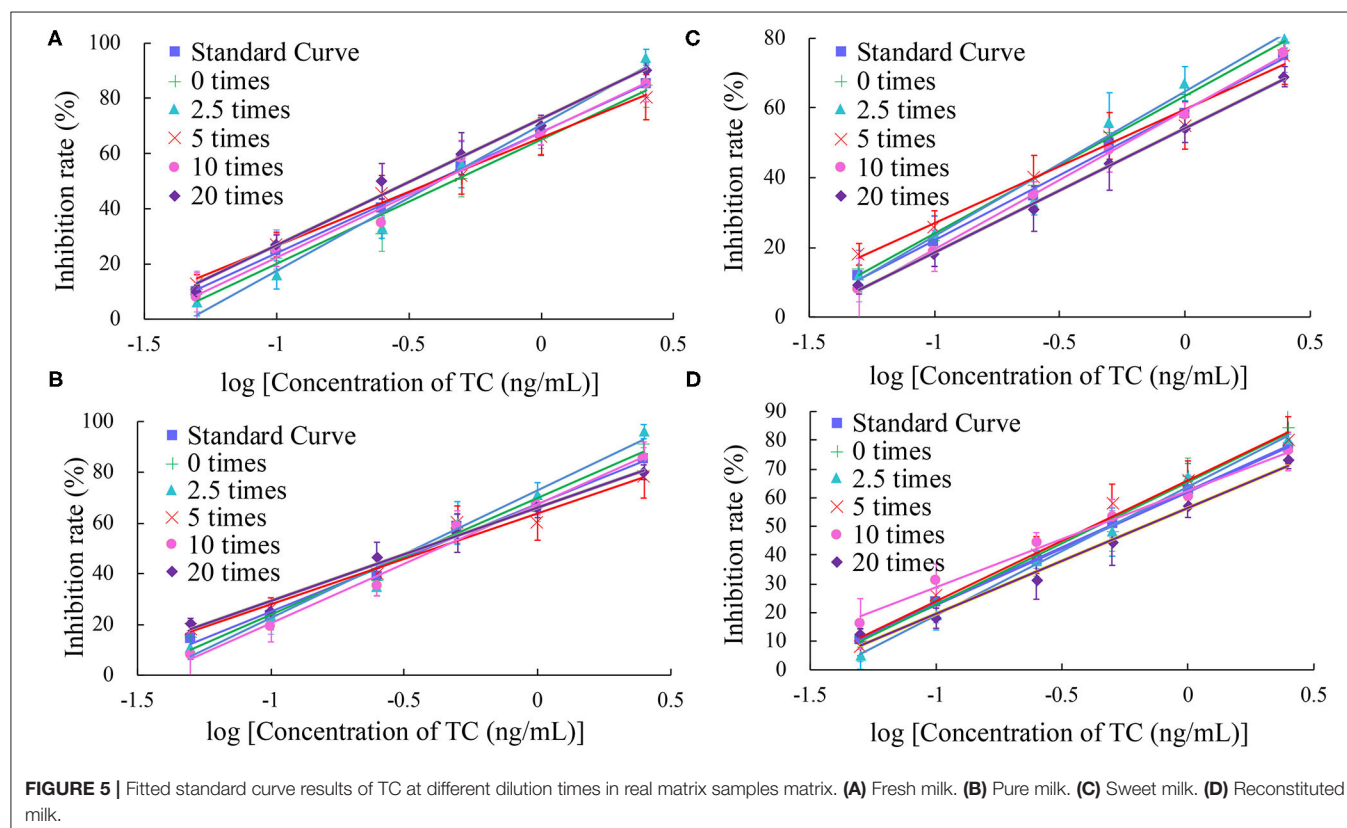 A
100
80
60
40
20
0
Inhibition rate (%)
Standard Curve
0 times
2.5 times
5 times
10 times
20 times
-1.5
-1
-0.5
0
0.5
log [Concentration of TC (ng/mL)]
B
100
80
60
40
20
0
Inhibition rate (%)
Standard Curve
0 times
2.5 times
5 times
10 times
20 times
-1.5
-1
-0.5
0
0.5
log [Concentration of TC (ng/mL)]
C
80
60
40
20
0
Inhibition rate (%)
Standard Curve
0 times
2.5 times
5 times
10 times
20 times
-1.5
-1
-0.5
0
0.5
log [Concentration of TC (ng/mL)]
D
90
80
70
60
50
40
30
20
10
0
Inhibition rate (%)
Standard Curve
0 times
2.5 times
5 times
10 times
20 times
-1.5
-1
-0.5
0
0.5
log [Concentration of TC (ng/mL)]
FIGURE 5 | Fitted standard curve results of TC at different dilution times in real matrix samples matrix. (A) Fresh milk. (B) Pure milk. (C) Sweet milk. (D) Reconstituted
milk.